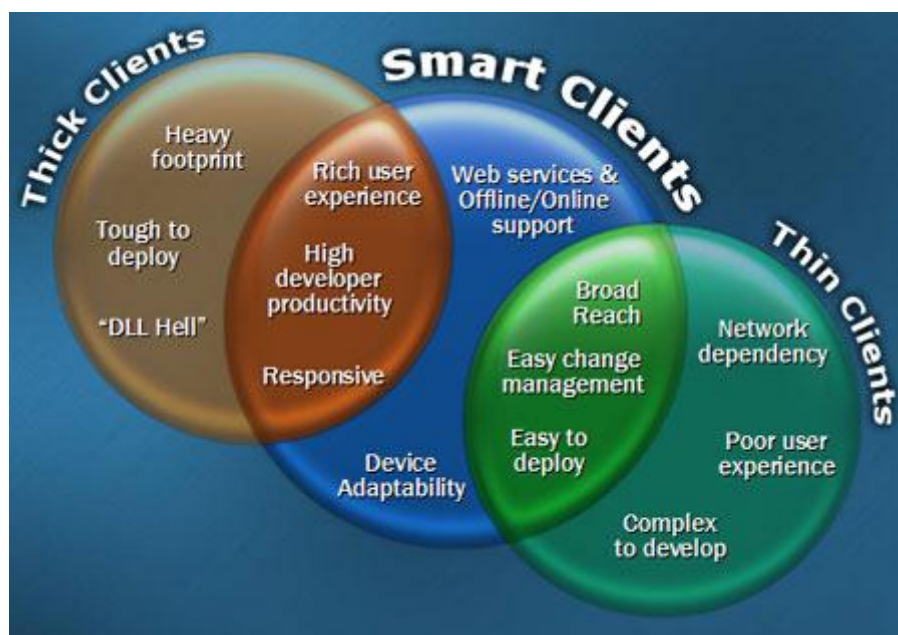 Thick Clients
Smart Clients
Thin Clients
Heavy
footprint
Tough to
deploy
"DLL Hell"
Rich user
experience
High
developer
productivity
Responsive
Web services &
Offline/Online
support
Device
Adaptability
Broad
Reach
Easy change
management
Easy to
deploy
Network
dependency
Poor user
experience
Complex
to develop